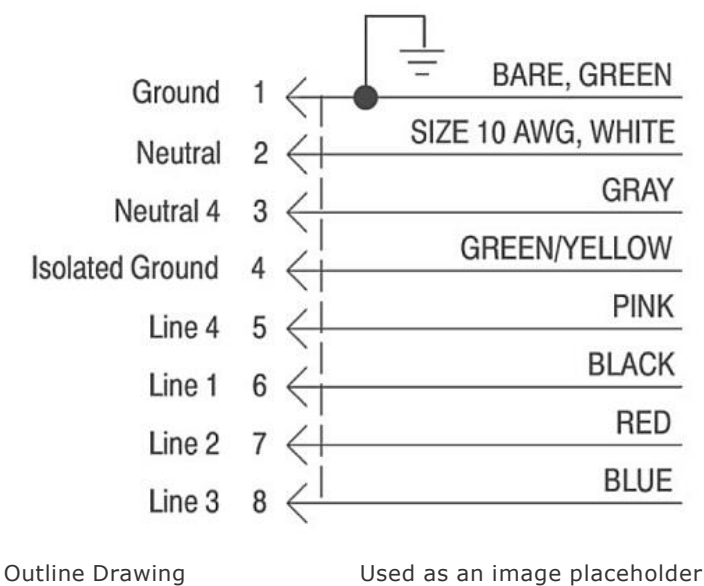 Ground 1 BARE, GREEN
Neutral 2 SIZE 10 AWG, WHITE
Neutral 4 3 GRAY
Isolated Ground 4 GREEN/YELLOW
Line 4 5 PINK
Line 1 6 BLACK
Line 2 7 RED
Line 3 8 BLUE
Outline Drawing Used as an image placeholder